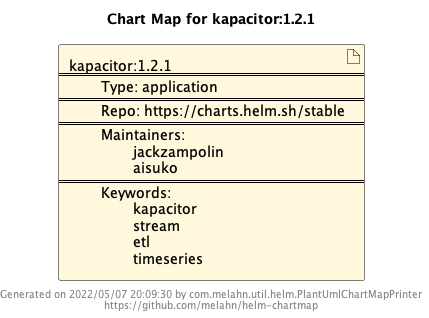 Chart Map for kapacitor:1.2.1
kapacitor:1.2.1
Type: application
Repo: https://charts.helm.sh/stable
Maintainers:
jackzampolin
aisuko
Keywords:
kapacitor
stream
etl
timeseries
Generated on 2022/05/07 20:09:30 by com.melahn.util.helm.PlantUmlChartMapPrinter
https://github.com/melahn/helm-chartmap